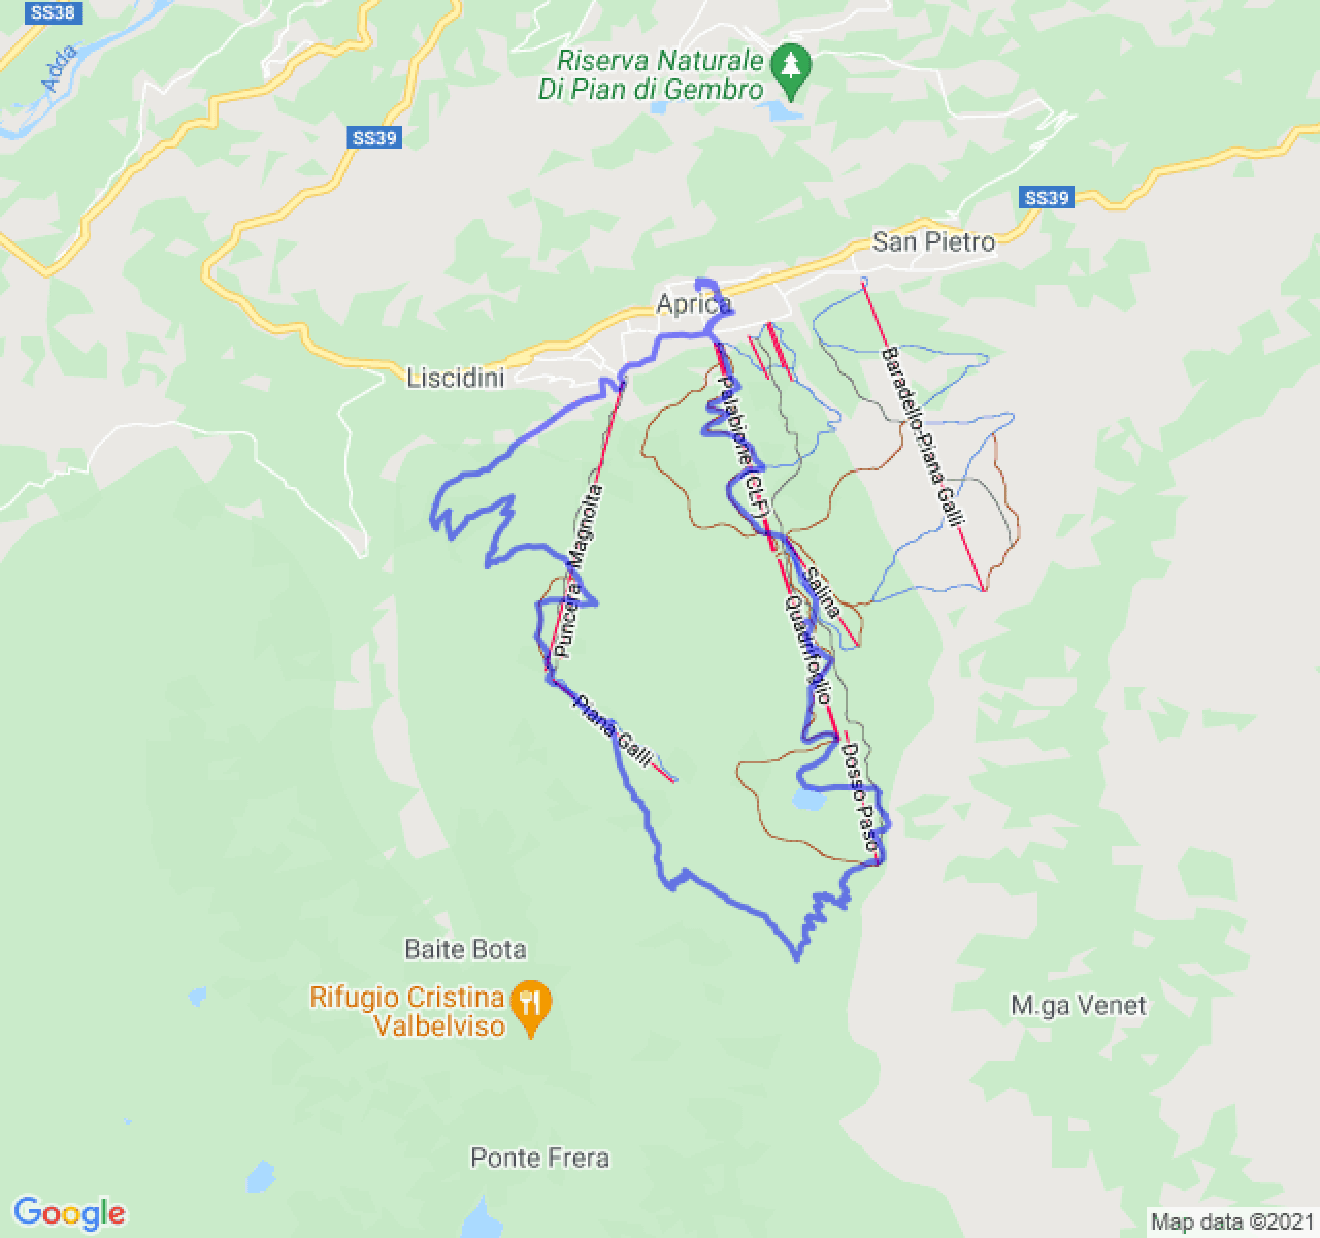 SS38
Adda
Riserva Naturale
Di Pian di Gembro
SS39
SS39
San Pietro
Aprica
Liscidini
Baradello-Piana Galli
Palabione (CLF)
Magnolta
Puncera
Salina
Quadrifoglio
Piana Galli
Dosso Paso
Baite Bota
Rifugio Cristina
Valbelviso
M.ga Venet
Ponte Frera
Google
Map data ©2021